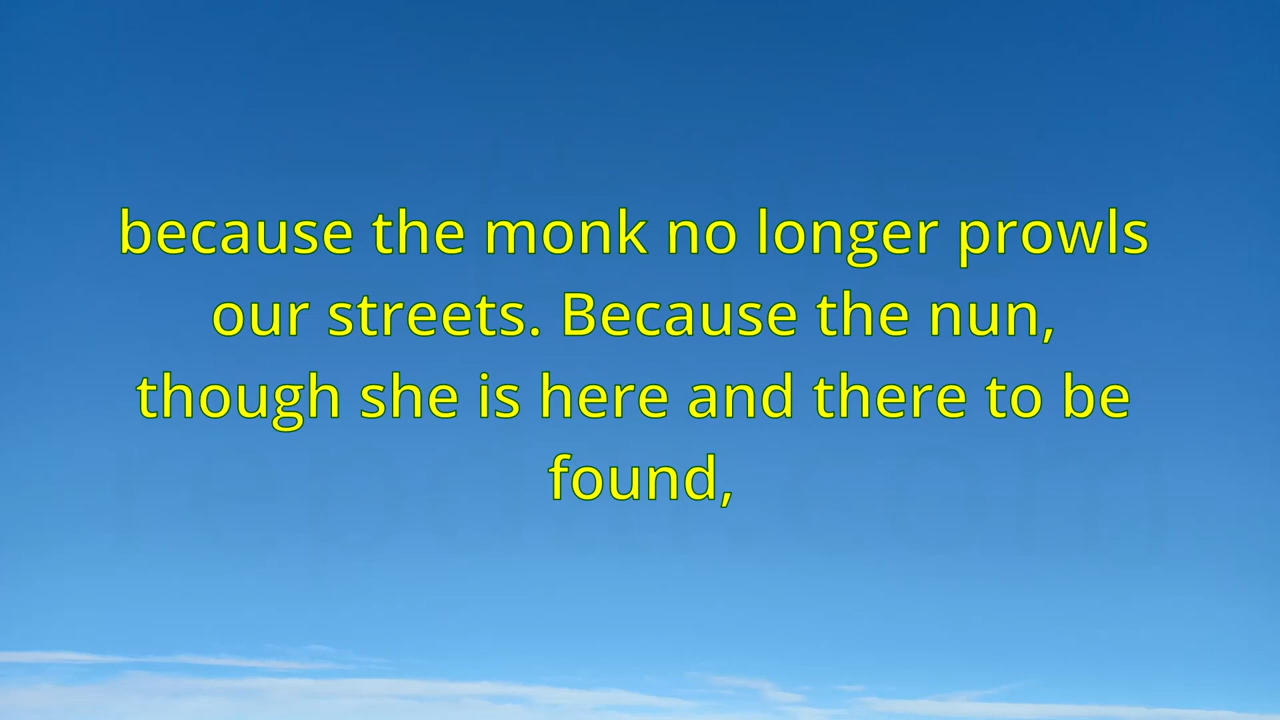 because the monk no longer prowls
our streets. Because the nun,
though she is here and there to be
found,